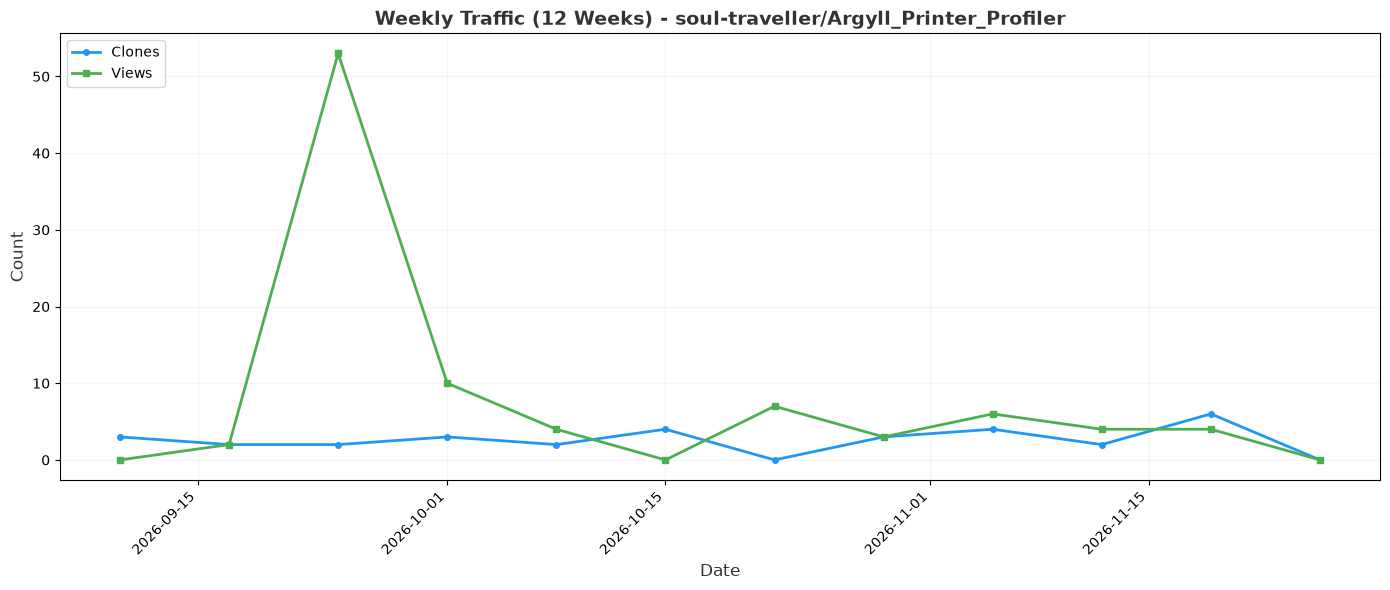 Weekly Traffic (12 Weeks) - soul-traveller/Argyll_Printer_Profiler
Clones
Views
Count
50
40
30
20
10
0
2026-09-15
2026-10-01
2026-10-15
2026-11-01
2026-11-15
Date